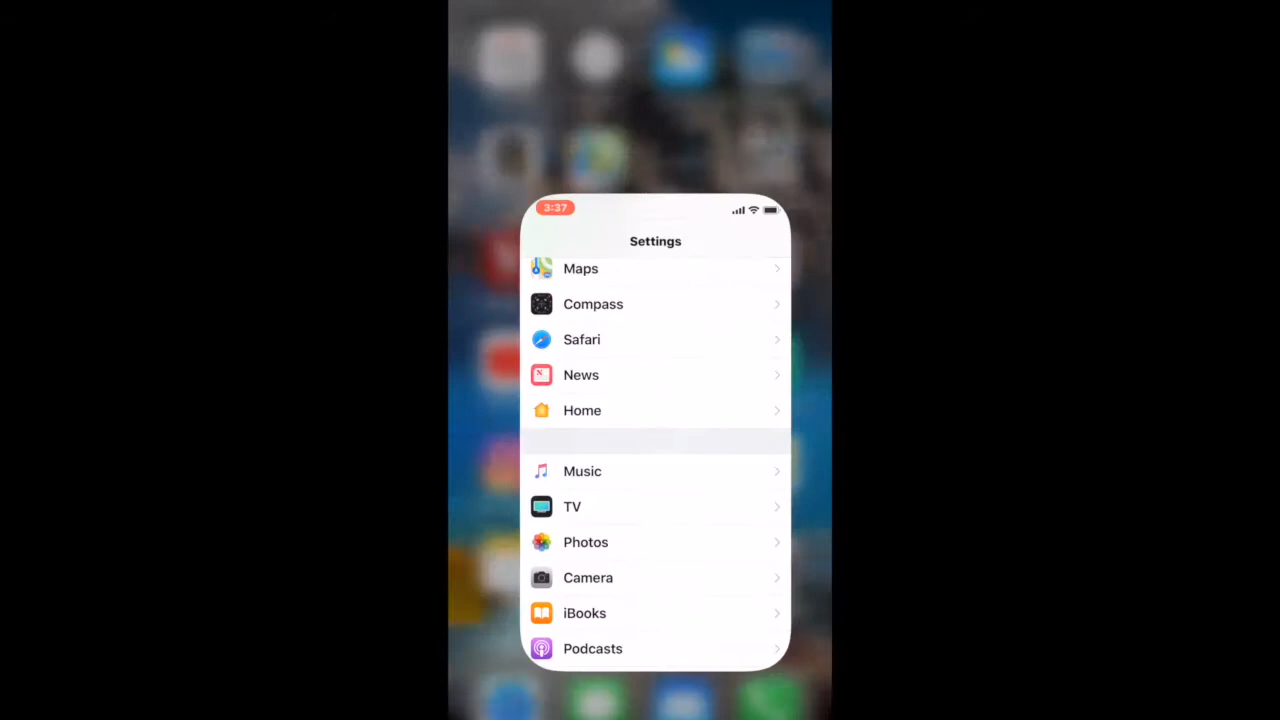 3:37
Settings
Maps
Compass
Safari
News
Home
Music
TV
Photos
Camera
iBooks
Podcasts